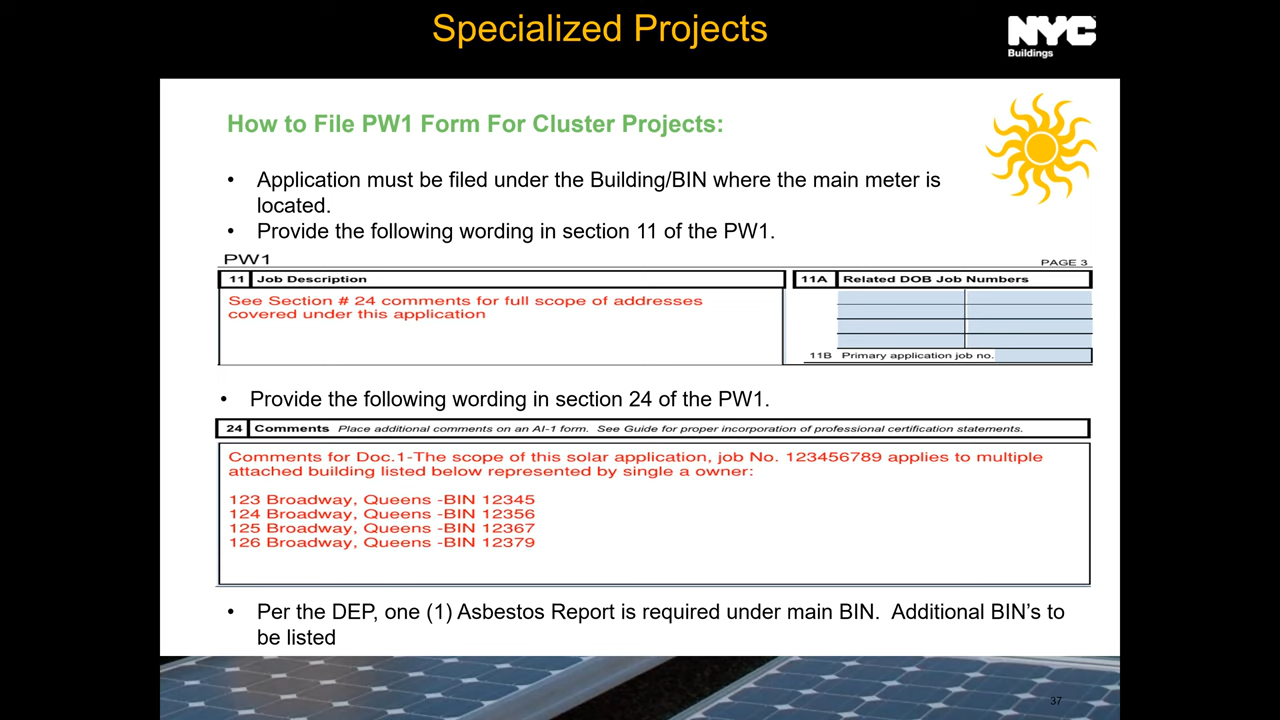 Specialized Projects
NYC
Buildings
How to File PW1 Form For Cluster Projects:
• Application must be filed under the Building/BIN where the main meter is
located.
• Provide the following wording in section 11 of the PW1.
PW1
PAGE 3
11 Job Description
11A Related DOB Job Numbers
See Section # 24 comments for full scope of addresses
covered under this application
11B Primary application job no.
• Provide the following wording in section 24 of the PW1.
24 Comments Place additional comments on an AI-1 form. See Guide for proper incorporation of professional certification statements.
Comments for Doc.1-The scope of this solar application, job No. 123456789 applies to multiple
attached building listed below represented by single a owner:
123 Broadway, Queens -BIN 12345
124 Broadway, Queens -BIN 12356
125 Broadway, Queens -BIN 12367
126 Broadway, Queens -BIN 12379
• Per the DEP, one (1) Asbestos Report is required under main BIN. Additional BIN's to
be listed
37